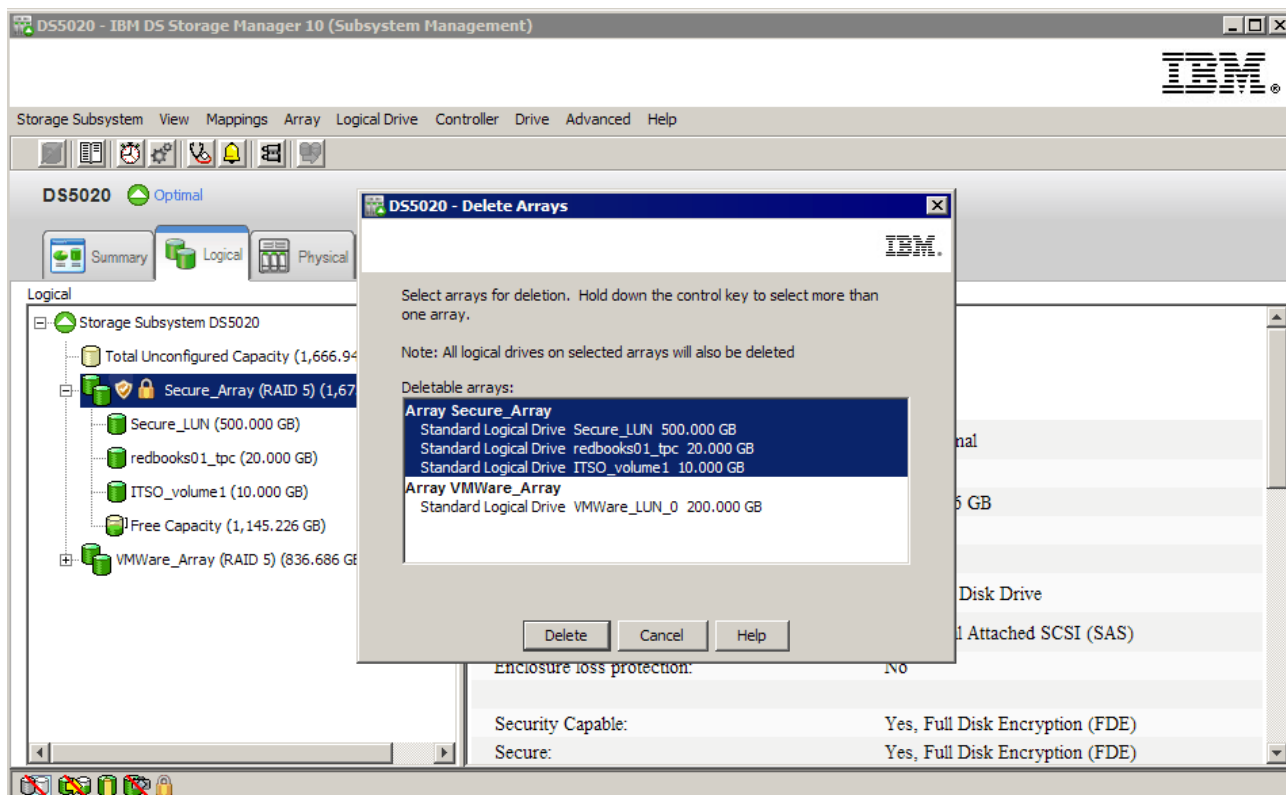 DS5020 - IBM DS Storage Manager 10 (Subsystem Management)
IBM®
Storage Subsystem View Mappings Array Logical Drive Controller Drive Advanced Help
DS5020 Optimal
Summary Logical Physical
Logical
Storage Subsystem DS5020
Total Unconfigured Capacity (1,666.94
Secure_Array (RAID 5) (1,67
Secure_LUN (500.000 GB)
redbooks01_tpc (20.000 GB)
ITSO_volume1 (10.000 GB)
Free Capacity (1,145.226 GB)
VMWare_Array (RAID 5) (836.686 GB
DS5020 - Delete Arrays
IBM.
Select arrays for deletion. Hold down the control key to select more than
one array.
Note: All logical drives on selected arrays will also be deleted
Deletable arrays:
Array Secure_Array
Standard Logical Drive Secure_LUN 500.000 GB
Standard Logical Drive redbooks01_tpc 20.000 GB
Standard Logical Drive ITSO_volume1 10.000 GB
Array VMWare_Array
Standard Logical Drive VMWare_LUN_0 200.000 GB
Delete Cancel Help
GB
Disk Drive
Attached SCSI (SAS)
Enclosure loss protection: No
Security Capable: Yes, Full Disk Encryption (FDE)
Secure: Yes, Full Disk Encryption (FDE)